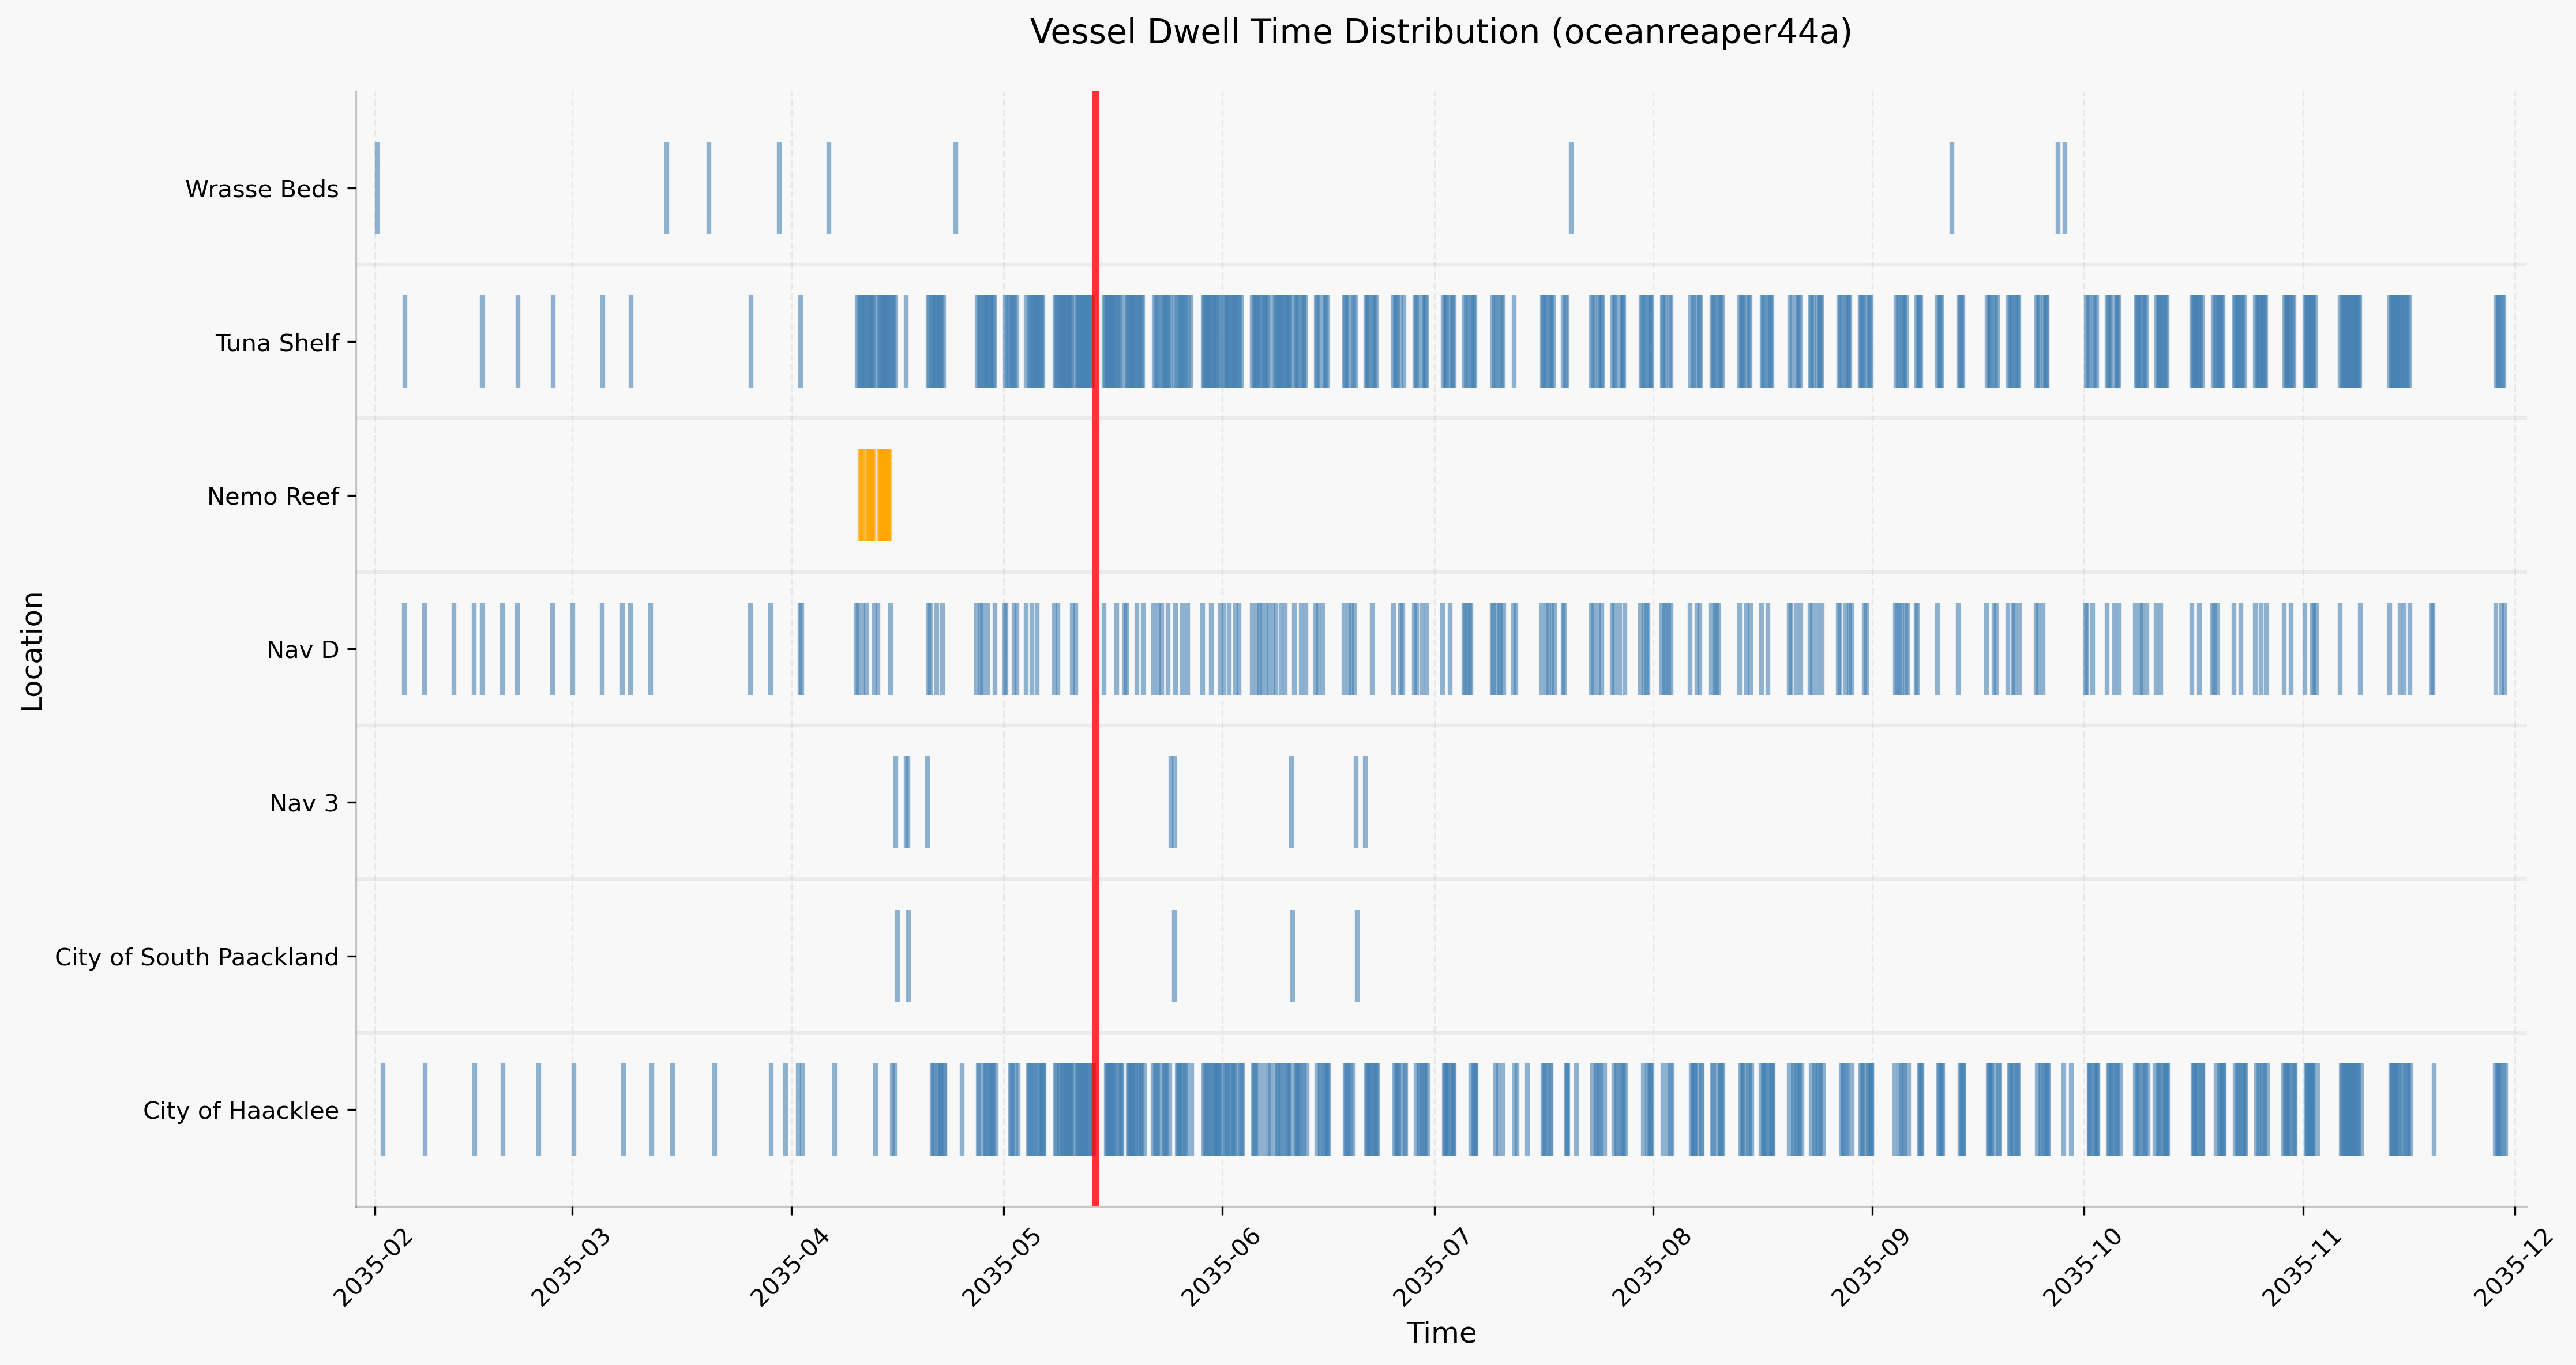 Vessel Dwell Time Distribution (oceanreaper44a)
Location
Wrasse Beds
Tuna Shelf
Nemo Reef
Nav D
Nav 3
City of South Paackland
City of Haacklee
2035-02
2035-03
2035-04
2035-05
2035-06
2035-07
2035-08
2035-09
2035-10
2035-11
2035-12
Time